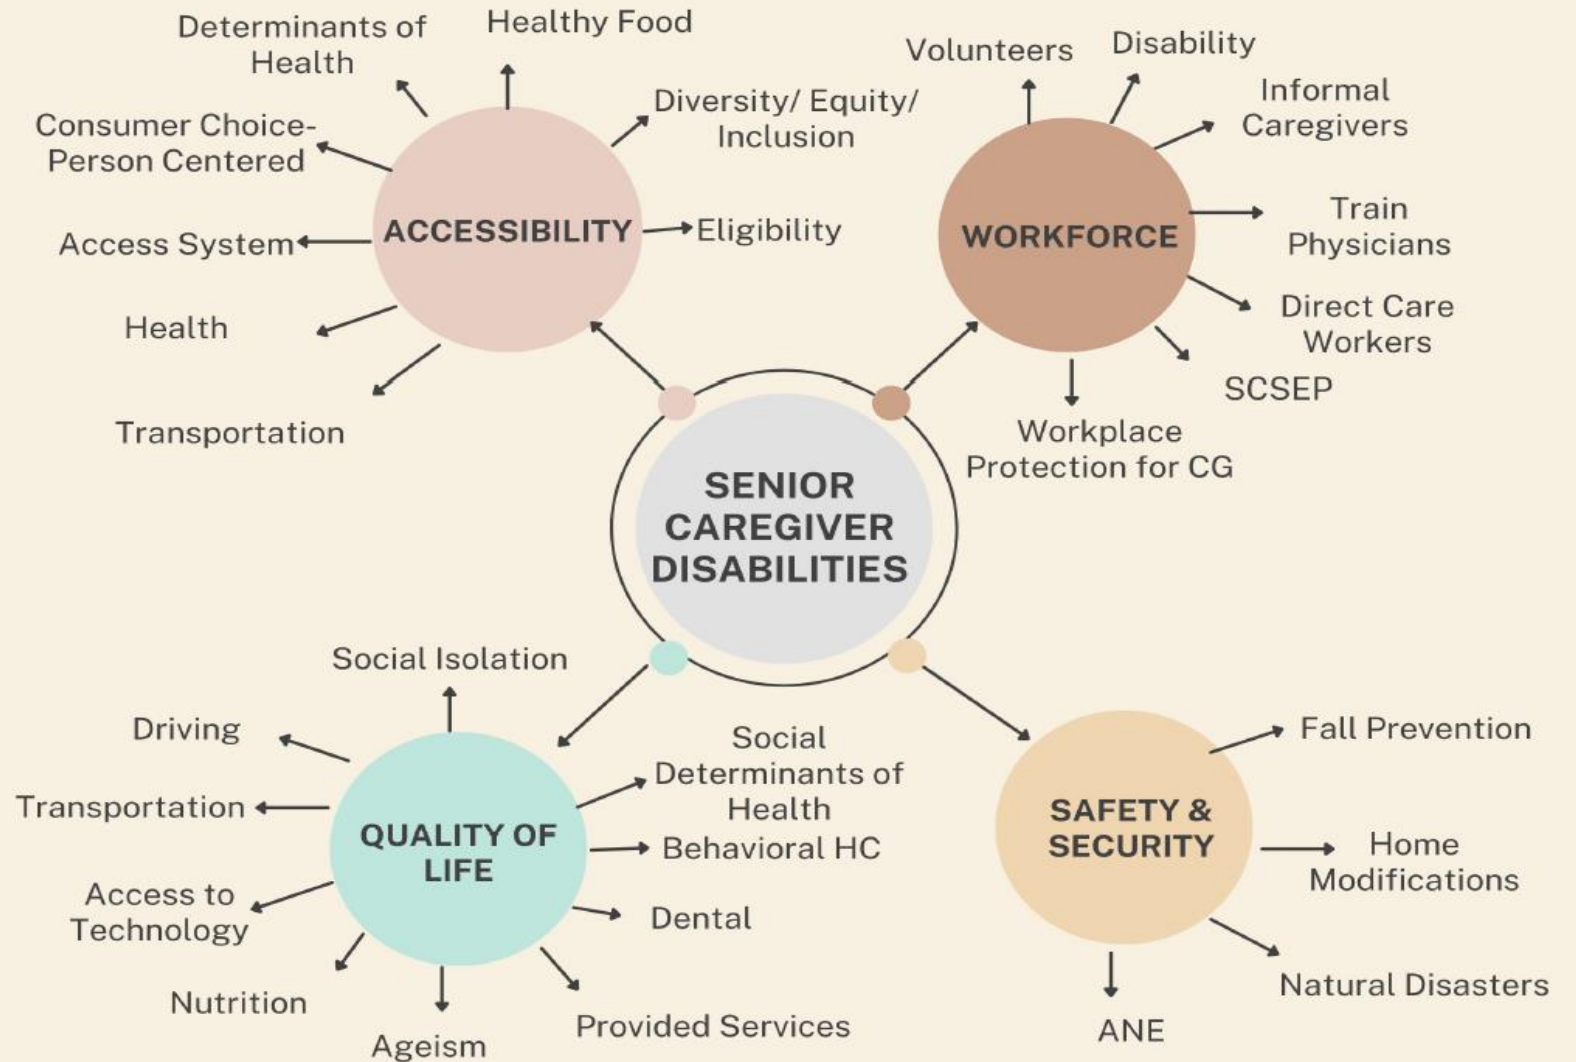 Determinants of
Health
Healthy Food
Consumer Choice-
Person Centered
Diversity/ Equity/
Inclusion
Access System
ACCESSIBILITY
Eligibility
Health
Transportation
Volunteers
Disability
Informal
Caregivers
WORKFORCE
Train
Physicians
Direct Care
Workers
SCSEP
Workplace
Protection for CG
SENIOR
CAREGIVER
DISABILITIES
Social Isolation
Driving
Social
Determinants of
Health
Transportation
QUALITY OF
LIFE
Behavioral HC
Access to
Technology
Dental
Nutrition
Ageism
Provided Services
Fall Prevention
SAFETY &
SECURITY
Home
Modifications
Natural Disasters
ANE